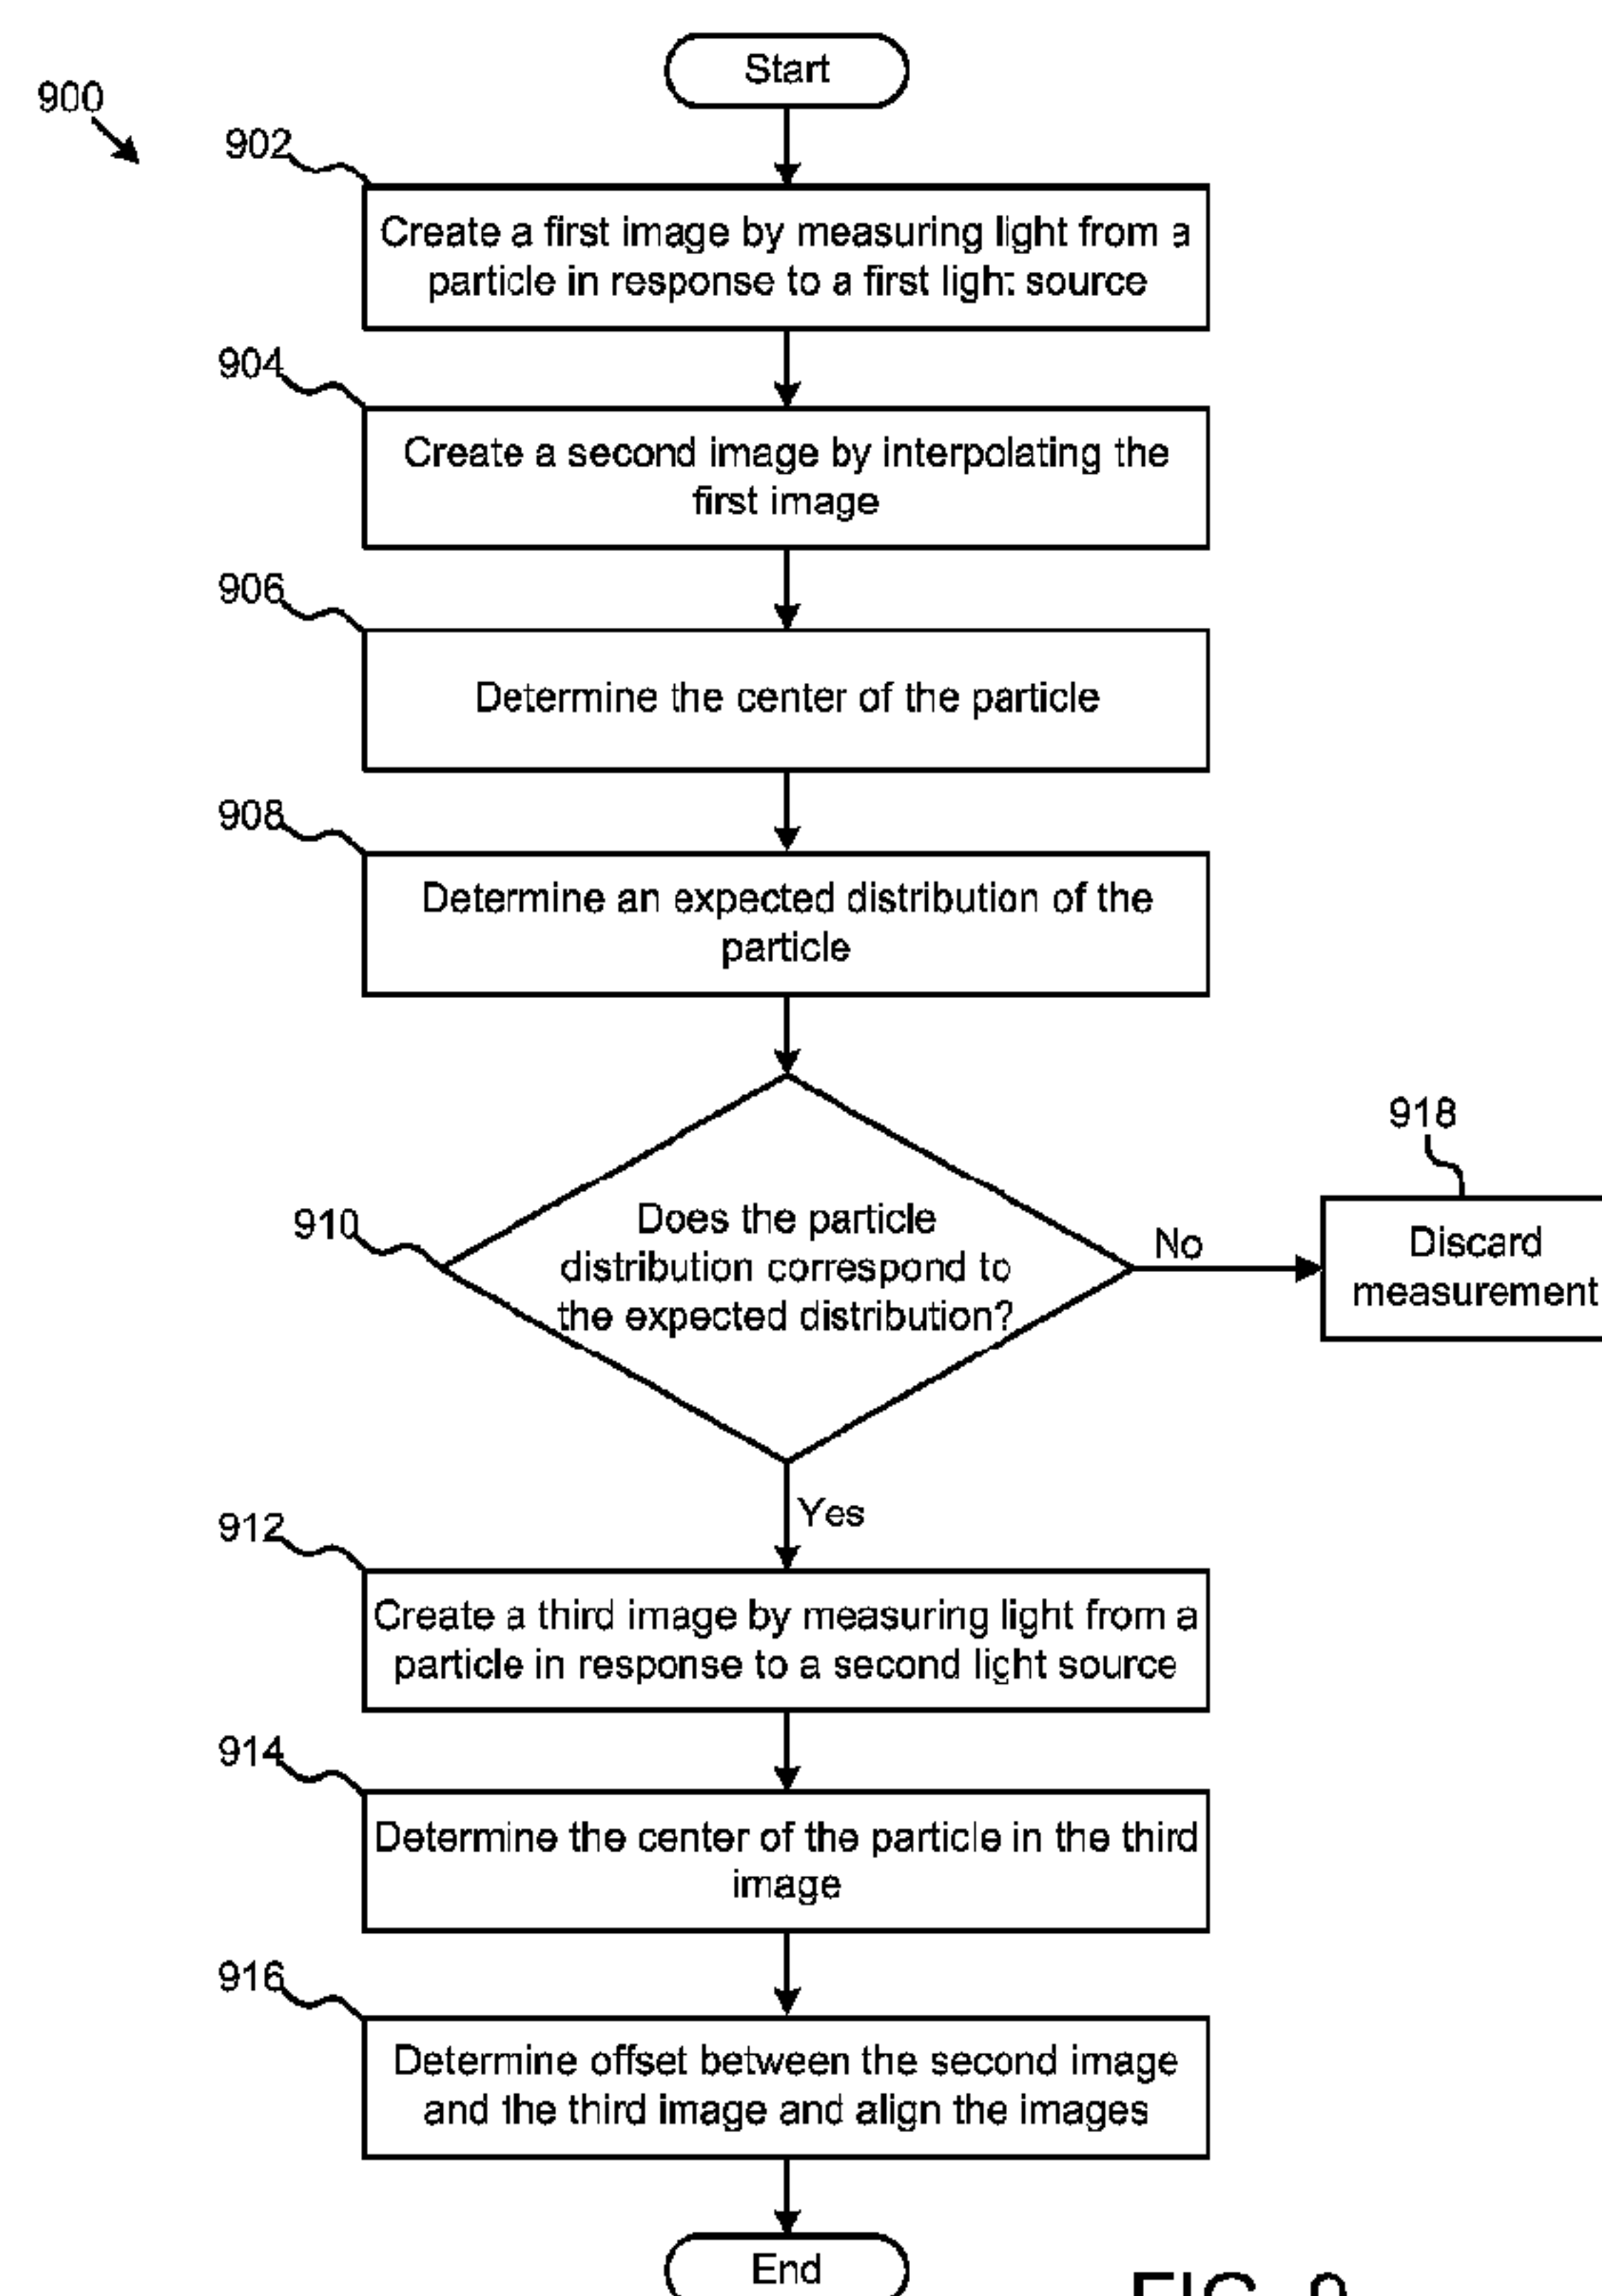 Start
900
902
Create a first image by measuring light from a
particle in response to a first light source
904
Create a second image by interpolating the
first image
906
Determine the center of the particle
908
Determine an expected distribution of the
particle
910
Does the particle
distribution correspond to
the expected distribution?
No
918
Discard
measurement
Yes
912
Create a third image by measuring light from a
particle in response to a second light source
914
Determine the center of the particle in the third
image
916
Determine offset between the second image
and the third image and align the images
End
FIG. 9